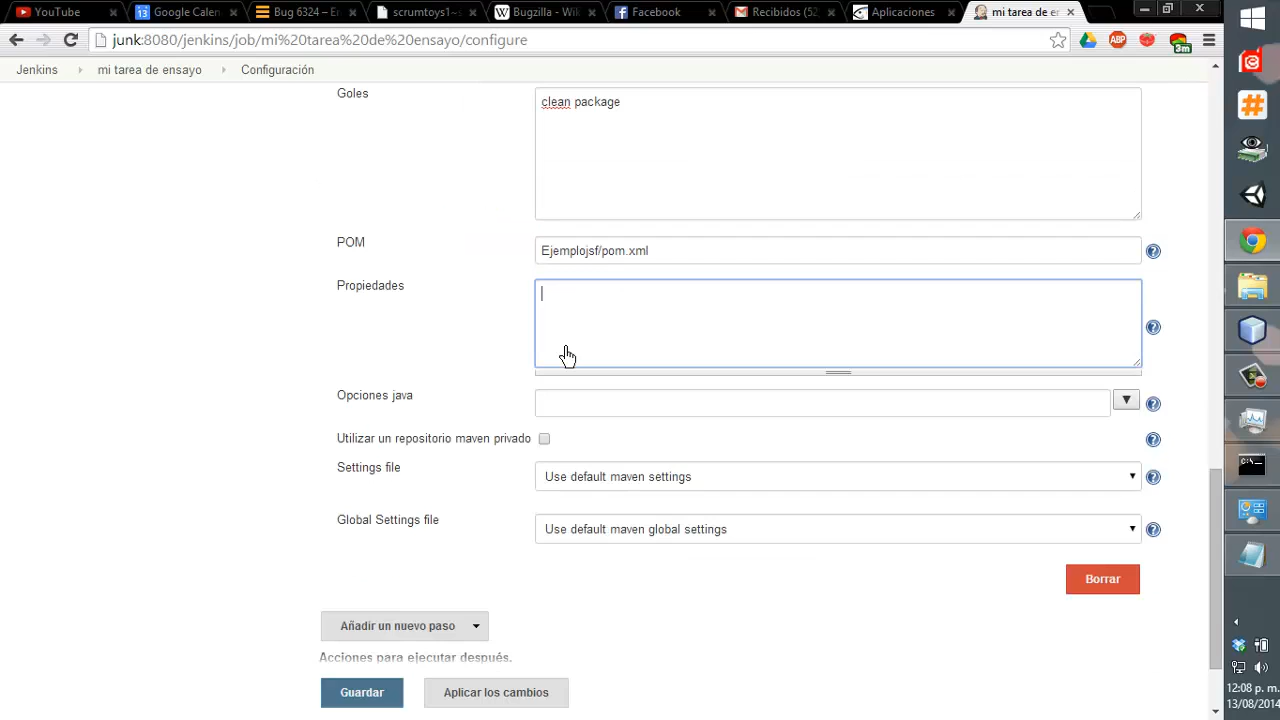 YouTube
Google Calen
Bug 6324 – En
scrumtoys1-
Bugzilla - Wi
Facebook
Recibidos (52
Aplicaciones
mi tarea de
junk:8080/jenkins/job/mi%20tarea%20de%20ensayo/configure
ABP
3m
Jenkins
mi tarea de ensayo
Configuración
Goles
clean package
POM
Ejemplojsf/pom.xml
Propiedades
Opciones java
Utilizar un repositorio maven privado
Settings file
Use default maven settings
Global Settings file
Use default maven global settings
Borrar
Añadir un nuevo paso
Acciones para ejecutar después.
Guardar
Aplicar los cambios
12:08 p. m.
13/08/2014